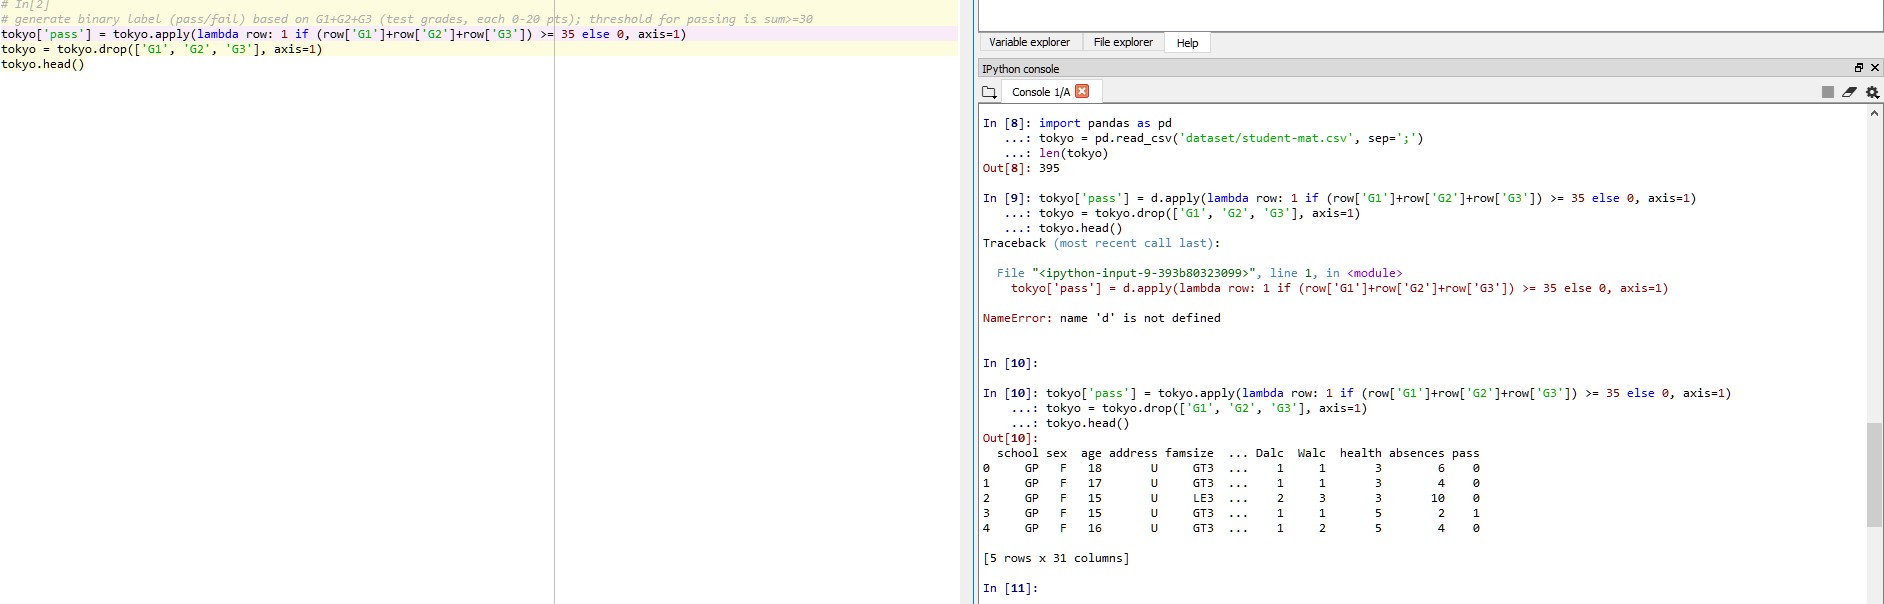 # In[2]
# generate binary label (pass/fail) based on G1+G2+G3 (test grades, each 0-20 pts); threshold for passing is sum>=30
tokyo['pass'] = tokyo.apply(lambda row: 1 if (row['G1']+row['G2']+row['G3']) >= 35 else 0, axis=1)
tokyo = tokyo.drop(['G1', 'G2', 'G3'], axis=1)
tokyo.head()
Variable explorer File explorer Help
IPython console
Console 1/A
In [8]: import pandas as pd
...: tokyo = pd.read_csv('dataset/student-mat.csv', sep=';')
...: len(tokyo)
Out[8]: 395
In [9]: tokyo['pass'] = d.apply(lambda row: 1 if (row['G1']+row['G2']+row['G3']) >= 35 else 0, axis=1)
...: tokyo = tokyo.drop(['G1', 'G2', 'G3'], axis=1)
...: tokyo.head()
Traceback (most recent call last):
File "<ipython-input-9-393b80323099>", line 1, in <module>
tokyo['pass'] = d.apply(lambda row: 1 if (row['G1']+row['G2']+row['G3']) >= 35 else 0, axis=1)
NameError: name 'd' is not defined
In [10]:
In [10]: tokyo['pass'] = tokyo.apply(lambda row: 1 if (row['G1']+row['G2']+row['G3']) >= 35 else 0, axis=1)
...: tokyo = tokyo.drop(['G1', 'G2', 'G3'], axis=1)
...: tokyo.head()
Out[10]:
school sex age address famsize ... Dalc Walc health absences pass
0 GP F 18 U GT3 ... 1 1 3 6 0
1 GP F 17 U GT3 ... 1 1 3 4 0
2 GP F 15 U LE3 ... 2 3 3 10 0
3 GP F 15 U GT3 ... 1 1 5 2 1
4 GP F 16 U GT3 ... 1 2 5 4 0
[5 rows x 31 columns]
In [11]: